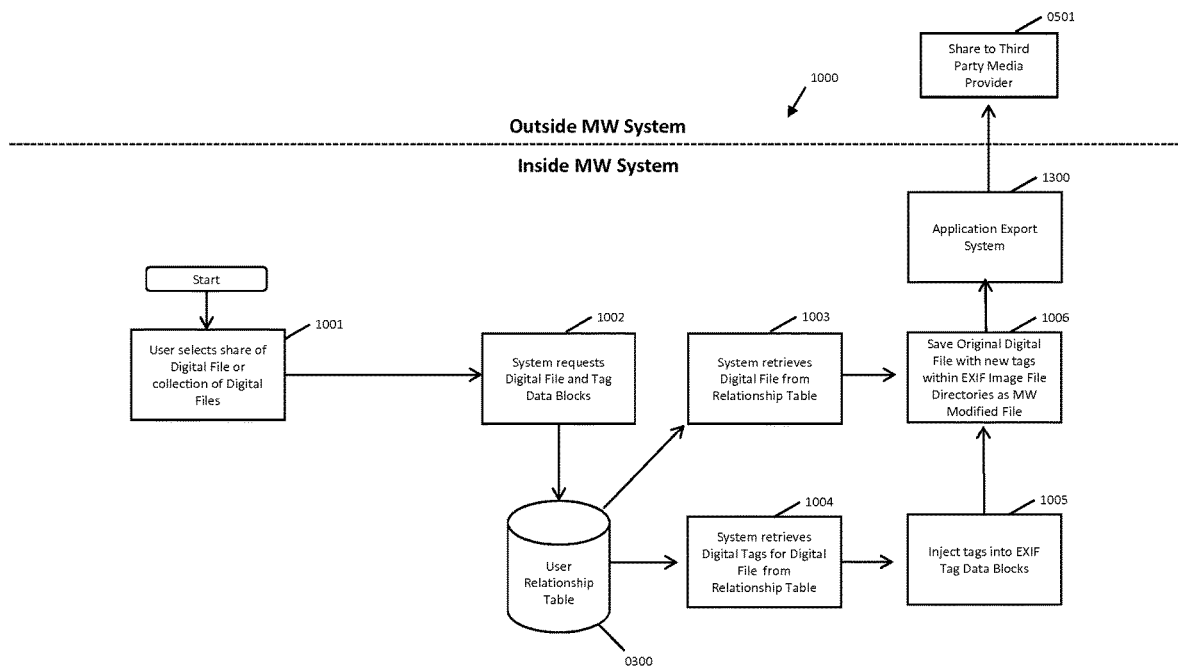 0501
Share to Third
Party Media
Provider
1000
Outside MW System
Inside MW System
1300
Application Export
System
Start
1001
User selects share of
Digital File or
collection of Digital
Files
1002
System requests
Digital File and Tag
Data Blocks
1003
System retrieves
Digital File from
Relationship Table
1006
Save Original Digital
File with new tags
within EXIF Image File
Directories as MW
Modified File
User
Relationship
Table
0300
1004
System retrieves
Digital Tags for Digital
File from
Relationship Table
1005
Inject tags into EXIF
Tag Data Blocks